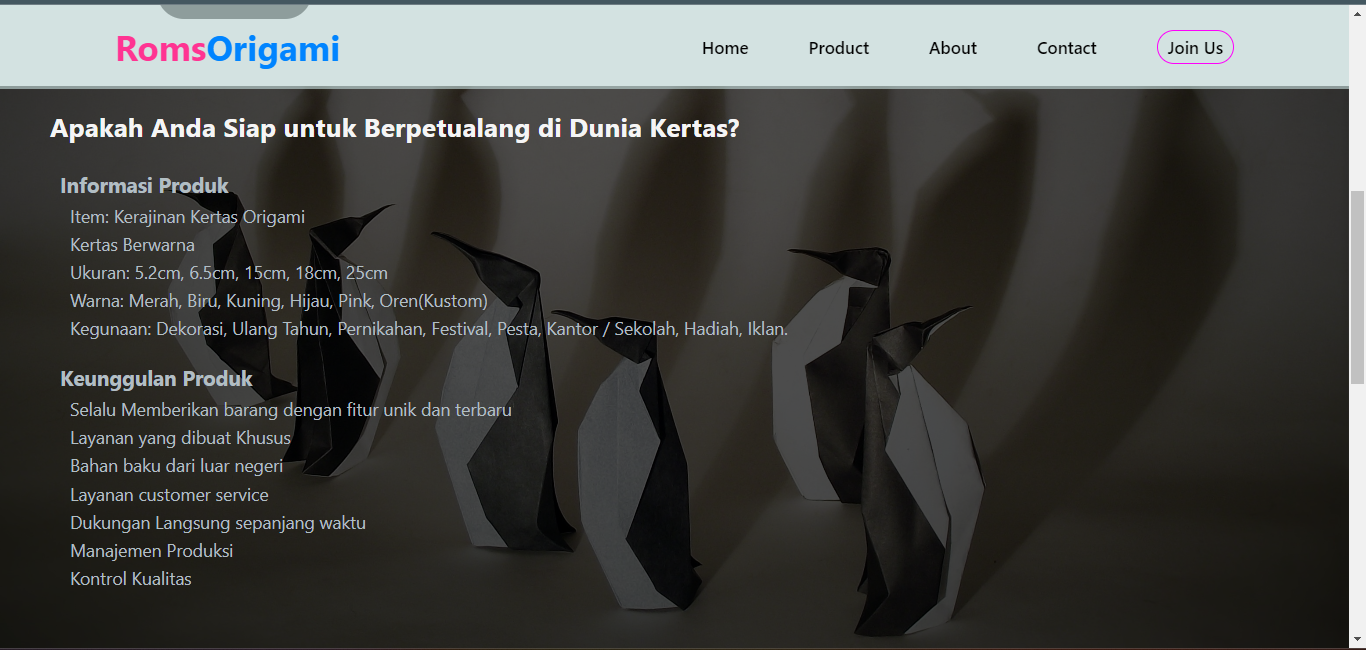 RomsOrigami
Home Product About Contact Join Us
Apakah Anda Siap untuk Berpetualang di Dunia Kertas?
Informasi Produk
Item: Kerajinan Kertas Origami
Kertas Berwarna
Ukuran: 5.2cm, 6.5cm, 15cm, 18cm, 25cm
Warna: Merah, Biru, Kuning, Hijau, Pink, Oren(Kustom)
Kegunaan: Dekorasi, Ulang Tahun, Pernikahan, Festival, Pesta, Kantor / Sekolah, Hadiah, Iklan.
Keunggulan Produk
Selalu Memberikan barang dengan fitur unik dan terbaru
Layanan yang dibuat Khusus
Bahan baku dari luar negeri
Layanan customer service
Dukungan Langsung sepanjang waktu
Manajemen Produksi
Kontrol Kualitas